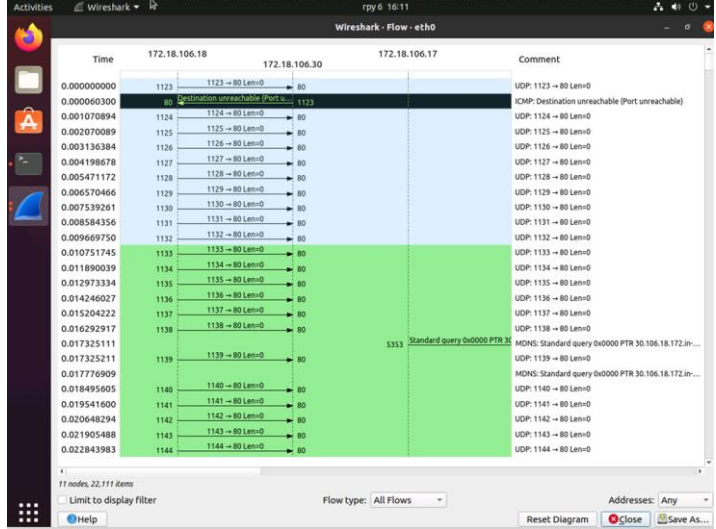 Activities Wireshark гру 6 16:11
Wireshark - Flow - eth0
Time 172.18.106.18 172.18.106.30 172.18.106.17 Comment
0.000000000 1123 1123 → 80 Len=0 80 UDP: 1123 → 80 Len=0
0.000060300 80 Destination unreachable (Port u... 1123 ICMP: Destination unreachable (Port unreachable)
0.001070894 1124 1124 → 80 Len=0 80 UDP: 1124 → 80 Len=0
0.002070089 1125 1125 → 80 Len=0 80 UDP: 1125 → 80 Len=0
0.003136384 1126 1126 → 80 Len=0 80 UDP: 1126 → 80 Len=0
0.004198678 1127 1127 → 80 Len=0 80 UDP: 1127 → 80 Len=0
0.005471172 1128 1128 → 80 Len=0 80 UDP: 1128 → 80 Len=0
0.006570466 1129 1129 → 80 Len=0 80 UDP: 1129 → 80 Len=0
0.007539261 1130 1130 → 80 Len=0 80 UDP: 1130 → 80 Len=0
0.008584356 1131 1131 → 80 Len=0 80 UDP: 1131 → 80 Len=0
0.009669750 1132 1132 → 80 Len=0 80 UDP: 1132 → 80 Len=0
0.010751745 1133 1133 → 80 Len=0 80 UDP: 1133 → 80 Len=0
0.011890039 1134 1134 → 80 Len=0 80 UDP: 1134 → 80 Len=0
0.012973334 1135 1135 → 80 Len=0 80 UDP: 1135 → 80 Len=0
0.014246027 1136 1136 → 80 Len=0 80 UDP: 1136 → 80 Len=0
0.015204222 1137 1137 → 80 Len=0 80 UDP: 1137 → 80 Len=0
0.016292917 1138 1138 → 80 Len=0 80 UDP: 1138 → 80 Len=0
0.017325111 5353 Standard query 0x0000 PTR 30 MDNS: Standard query 0x0000 PTR 30.106.18.172.in-...
0.017325211 1139 1139 → 80 Len=0 80 UDP: 1139 → 80 Len=0
0.017776909 MDNS: Standard query 0x0000 PTR 30.106.18.172.in-...
0.018495605 1140 1140 → 80 Len=0 80 UDP: 1140 → 80 Len=0
0.019541600 1141 1141 → 80 Len=0 80 UDP: 1141 → 80 Len=0
0.020648294 1142 1142 → 80 Len=0 80 UDP: 1142 → 80 Len=0
0.021905488 1143 1143 → 80 Len=0 80 UDP: 1143 → 80 Len=0
0.022843983 1144 1144 → 80 Len=0 80 UDP: 1144 → 80 Len=0
11 nodes, 22,111 items
Limit to display filter Flow type: All Flows Addresses: Any
Help Reset Diagram Close Save As...